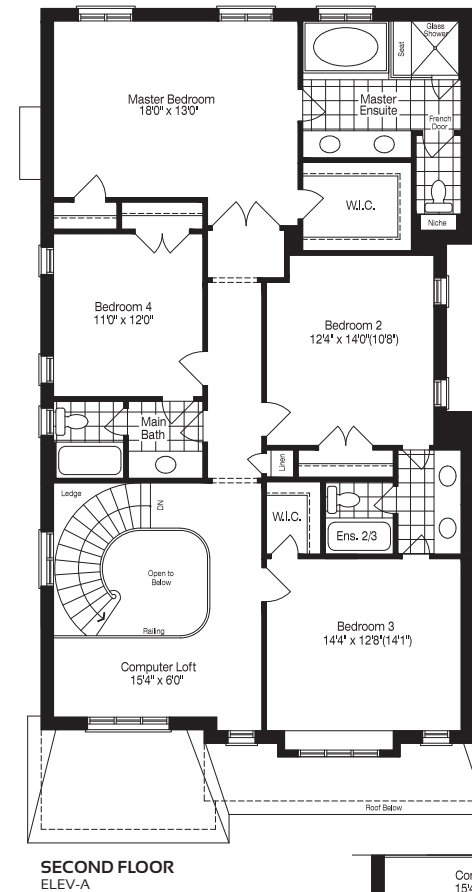 Glass
Shower
Seat
Master Bedroom
18'0" x 13'0"
Master
Ensuite
French
Door
W.I.C.
Niche
Bedroom 4
11'0" x 12'0"
Bedroom 2
12'4" x 14'0"(10'8")
Main
Bath
Linen
Ledge
DN
W.I.C.
Ens. 2/3
Open to
Below
Railing
Bedroom 3
14'4" x 12'8"(14'1")
Computer Loft
15'4" x 6'0"
Roof Below
SECOND FLOOR
ELEV-A